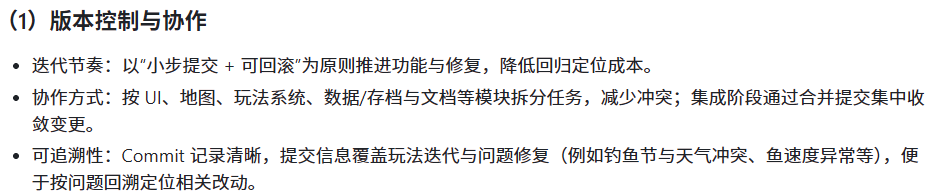 （1）版本控制与协作
• 迭代节奏：以“小步提交 + 可回滚”为原则推进功能与修复，降低回归定位成本。
• 协作方式：按 UI、地图、玩法系统、数据/存档与文档等模块拆分任务，减少冲突；集成阶段通过合并提交集中收
敛变更。
• 可追溯性：Commit 记录清晰，提交信息覆盖玩法迭代与问题修复（例如钓鱼节与天气冲突、鱼速度异常等），便
于按问题回溯定位相关改动。